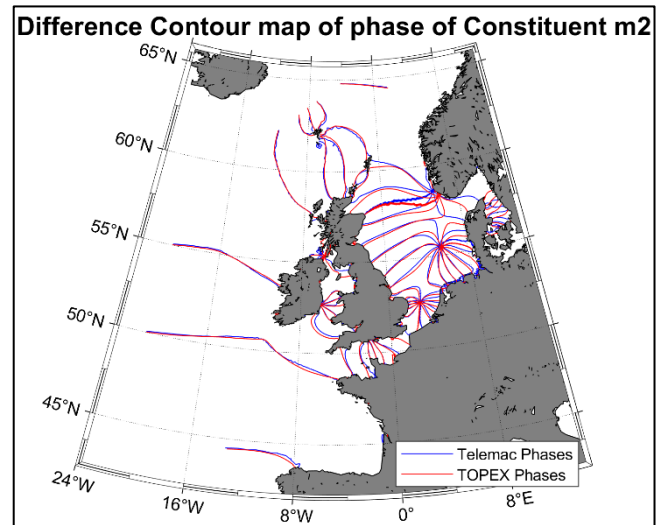 Difference Contour map of phase of Constituent m2
65°N
60°N
55°N
50°N
45°N
24°W
16°W
8°W
0°
8°E
Telemac Phases
TOPEX Phases